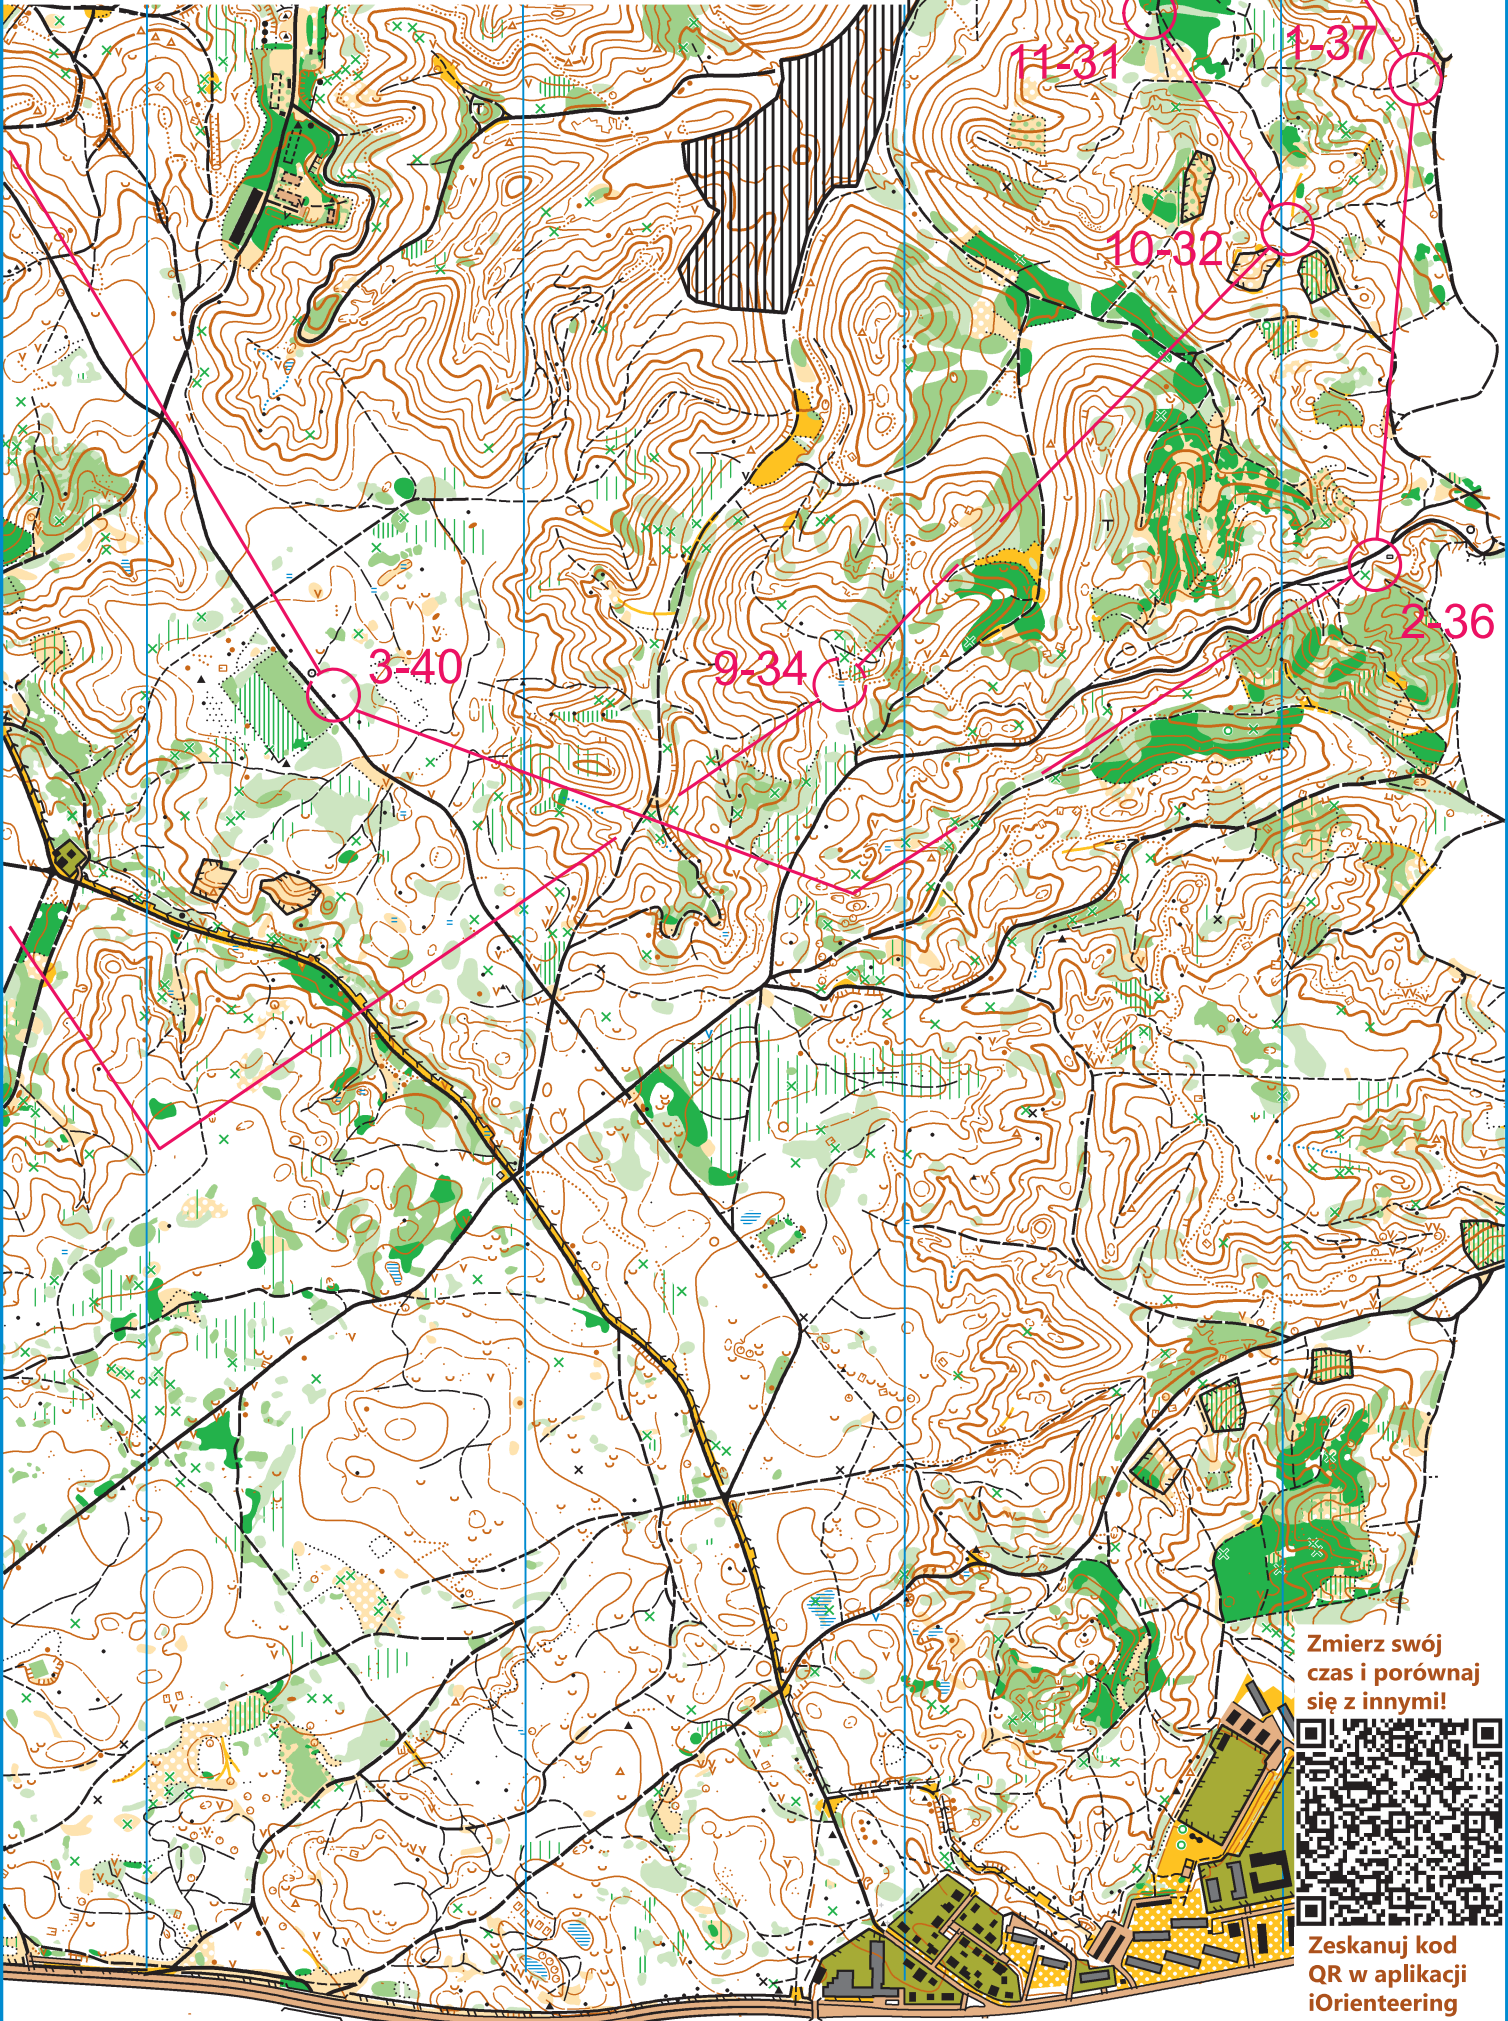 11-31
1-37
10-32
2-36
3-40
9-34
Zmierz swój
czas i porównaj
się z innymi!
Zeskanuj kod
QR w aplikacji
iOrienteering